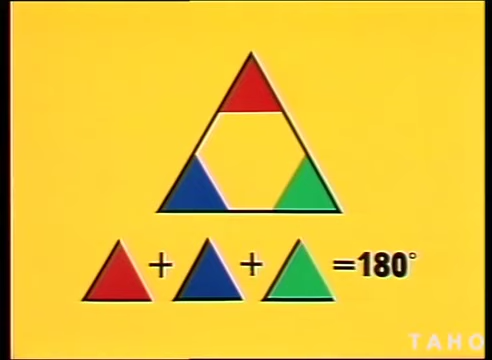 + + =180°
TAHO